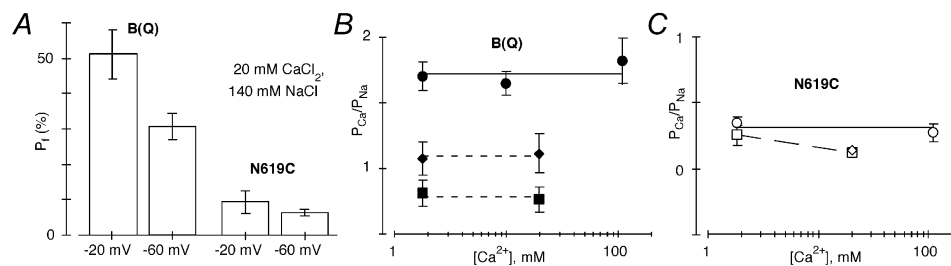 A
B(Q)
50
0
P_f (%)
20 mM CaCl₂,
140 mM NaCl
N619C
-20 mV
-60 mV
-20 mV
-60 mV
B
B(Q)
2
1
P_Ca/P_Na
1
10
100
[Ca²⁺], mM
C
N619C
1
0
P_Ca/P_Na
1
10
100
[Ca²⁺], mM